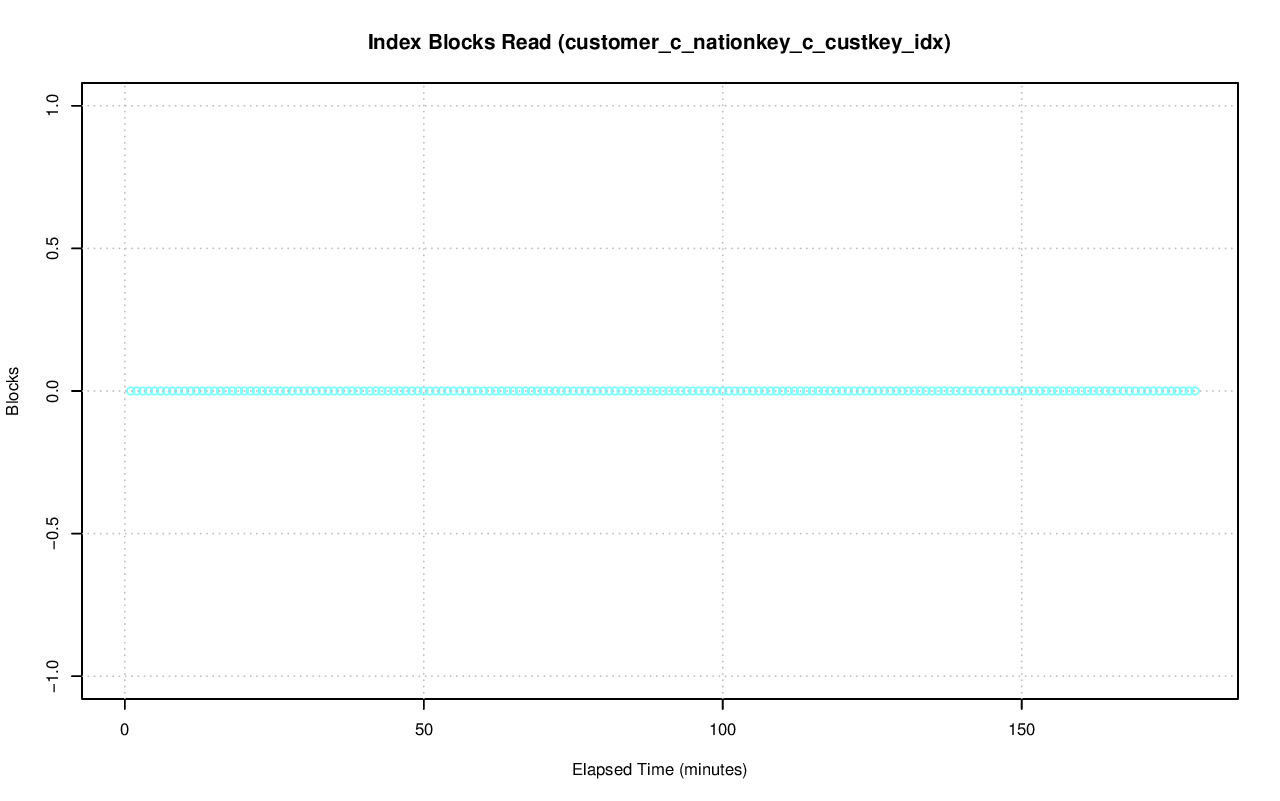 Index Blocks Read (customer_c_nationkey_c_custkey_idx)
Blocks
1.0
0.5
0.0
−0.5
−1.0
0 50 100 150
Elapsed Time (minutes)